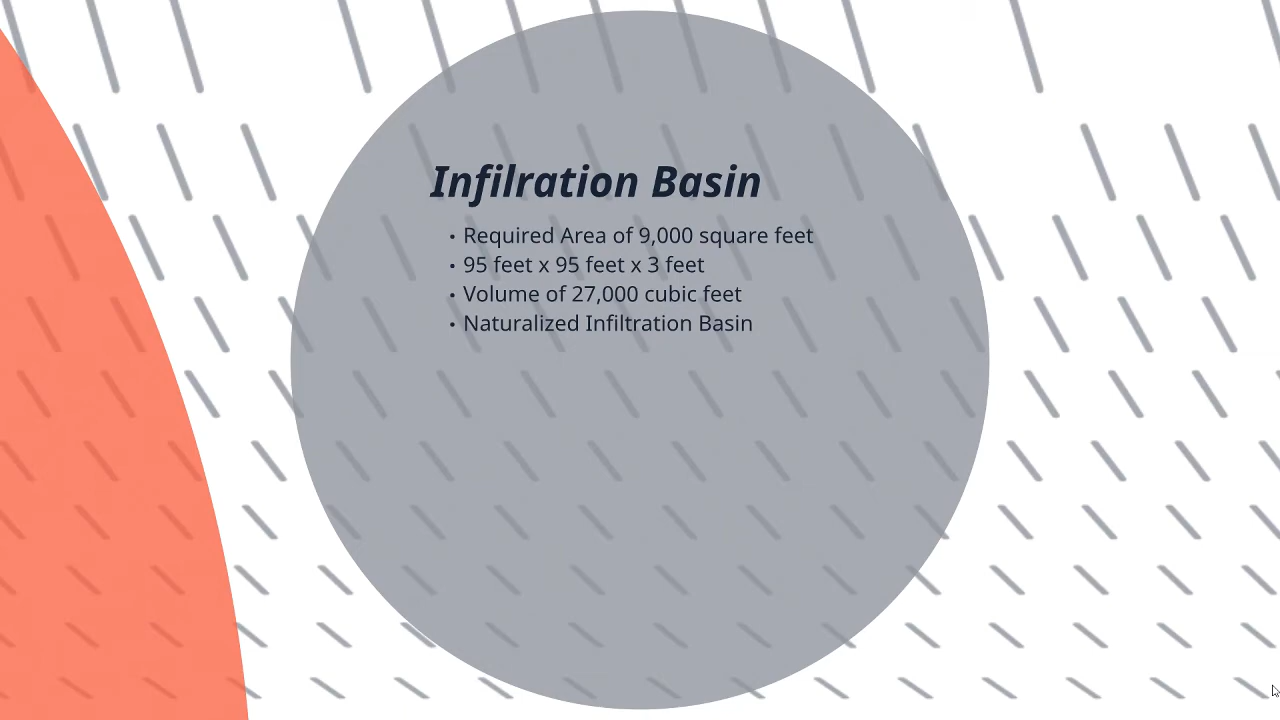 Infilration Basin
• Required Area of 9,000 square feet
• 95 feet x 95 feet x 3 feet
• Volume of 27,000 cubic feet
• Naturalized Infiltration Basin